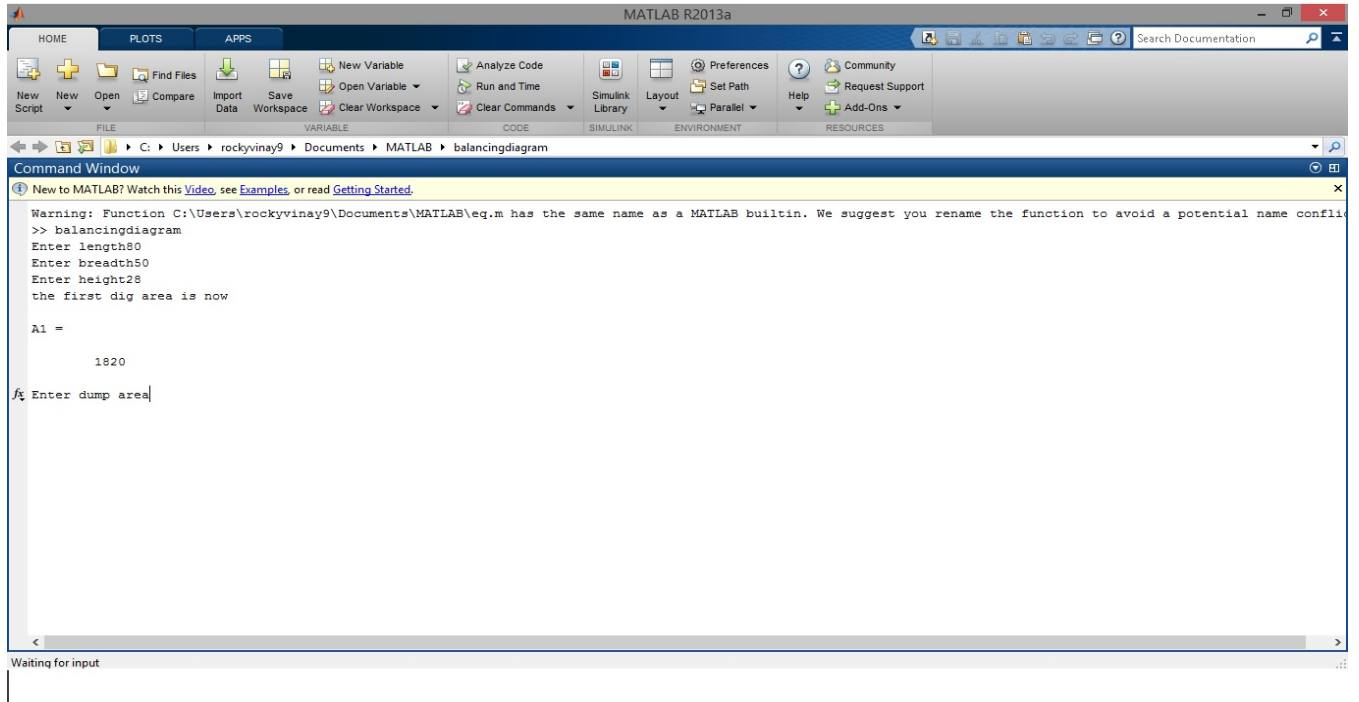 MATLAB R2013a
HOME PLOTS APPS Search Documentation
New Script New Open Find Files Compare Import Data Save Workspace New Variable Open Variable Clear Workspace Analyze Code Run and Time Clear Commands Simulink Library Layout Preferences Set Path Parallel Help Community Request Support Add-Ons
FILE VARIABLE CODE SIMULINK ENVIRONMENT RESOURCES
C: Users rockyvinay9 Documents MATLAB balancingdiagram
Command Window
New to MATLAB? Watch this Video, see Examples, or read Getting Started.
Warning: Function C:\Users\rockyvinay9\Documents\MATLAB\eq.m has the same name as a MATLAB builtin. We suggest you rename the function to avoid a potential name conflic
>> balancingdiagram
Enter length80
Enter breadth50
Enter height28
the first dig area is now
A1 =
1820
fx Enter dump area
Waiting for input